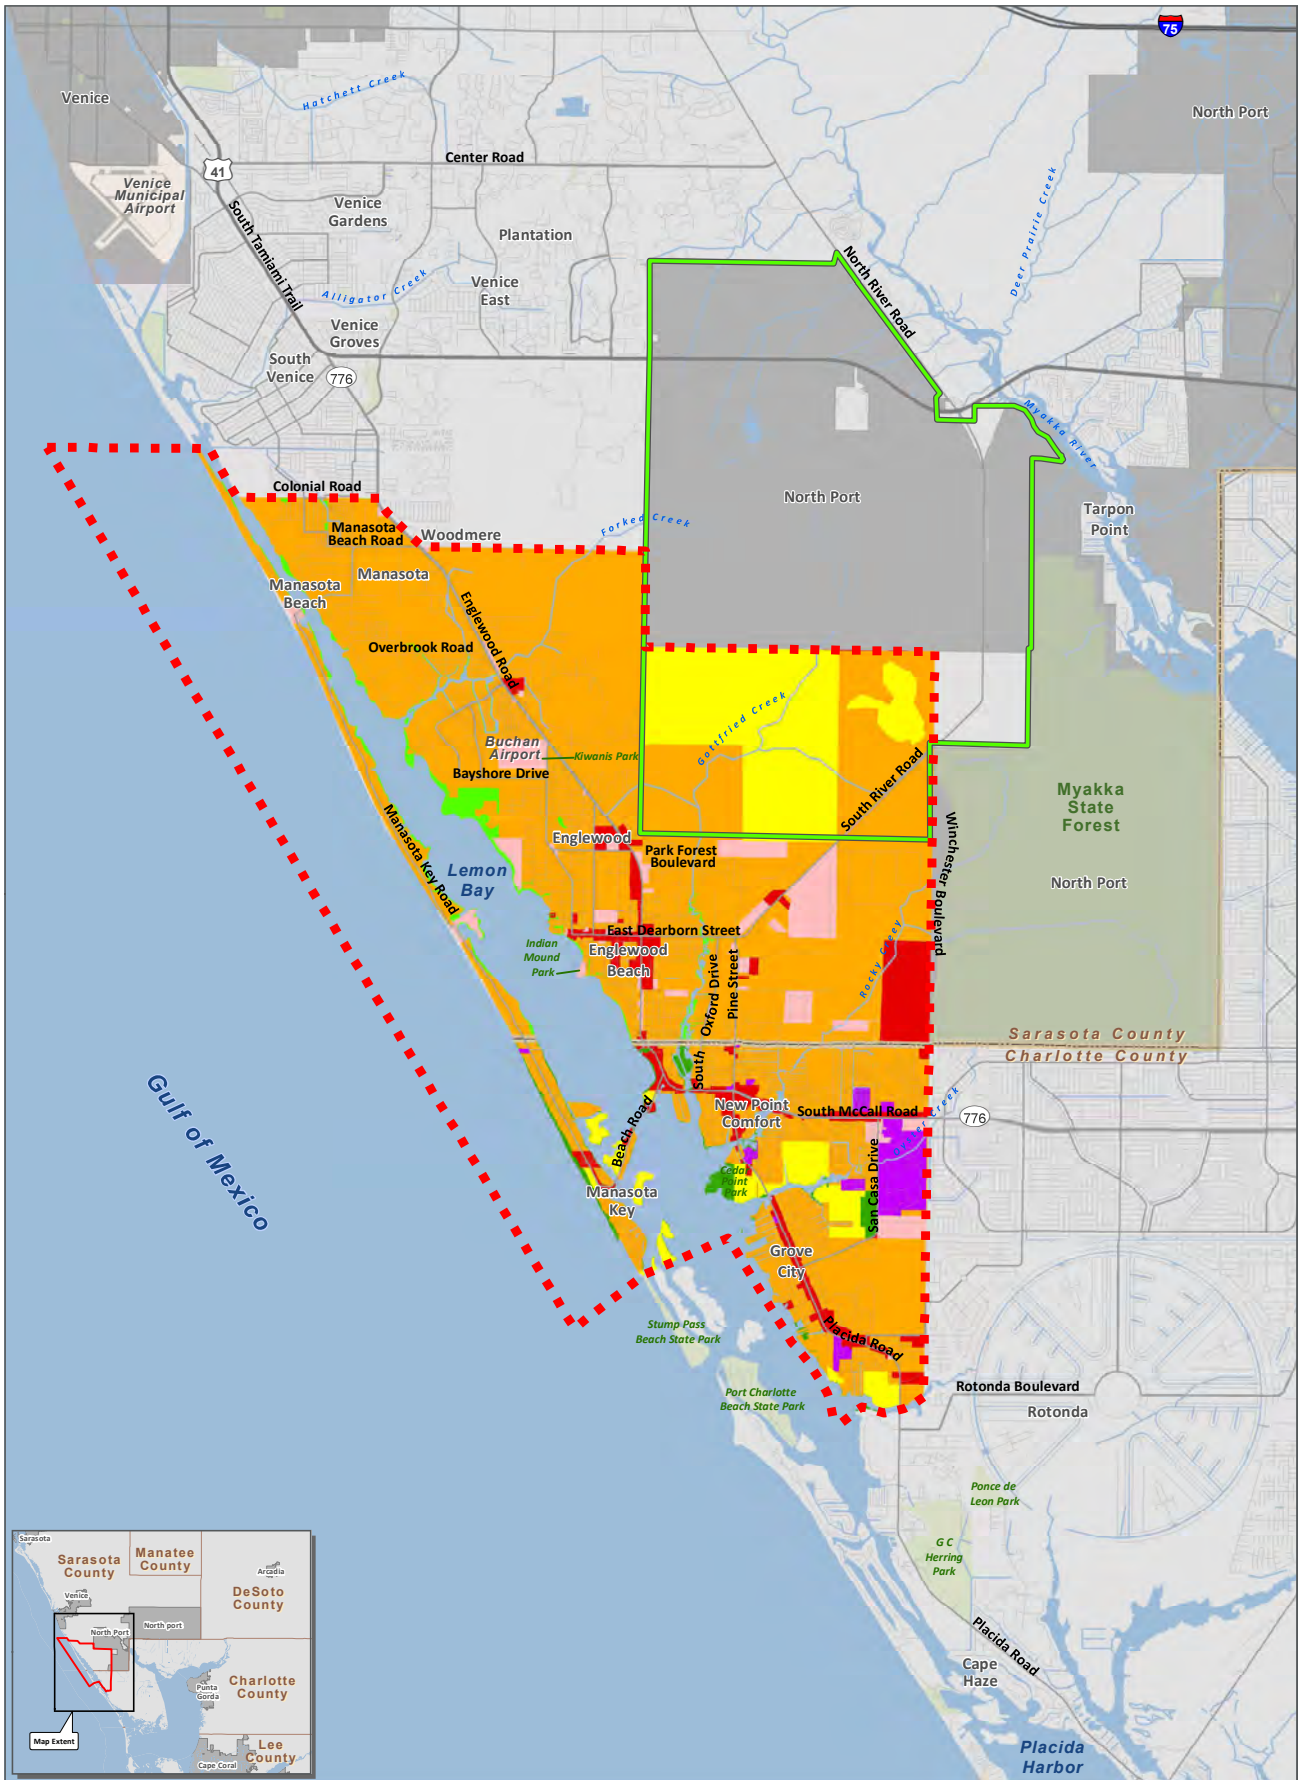 75
Venice
North Port
Hatchett Creek
Center Road
41
Venice
Municipal
Airport
Venice
Gardens
South Tamiami Trail
Plantation
Deer Prairie Creek
North River Road
Alligator Creek
Venice
East
Venice
Groves
South
Venice
776
Myakka River
Colonial Road
North Port
Tarpon
Point
Manasota
Beach Road
Woodmere
Forked Creek
Manasota
Manasota
Beach
Englewood Road
Overbrook Road
Gottfried Creek
Buchan
Airport
Kiwanis Park
Bayshore Drive
South River Road
Myakka
State
Forest
Manasota Key Road
Englewood
Park Forest
Boulevard
Winchester Boulevard
Lemon
Bay
North Port
East Dearborn Street
Indian
Mound
Park
Englewood
Beach
South Oxford Drive
Pine Street
Sarasota County
Charlotte County
Gulf of Mexico
New Point
Comfort
South McCall Road
776
Beach Road
San Casa Drive
Cedar
Point
Park
Manasota
Key
Grove
City
Stump Pass
Beach State Park
Placida Road
Port Charlotte
Beach State Park
Rotonda Boulevard
Rotonda
Ponce de
Leon Park
G C
Herring
Park
Placida Road
Cape
Haze
Placida
Harbor
Sarasota
Sarasota
County
Manatee
County
Arcadia
DeSoto
County
Venice
North port
North Port
Charlotte
County
Punta
Gorda
Map Extent
Lee
County
Cape Coral